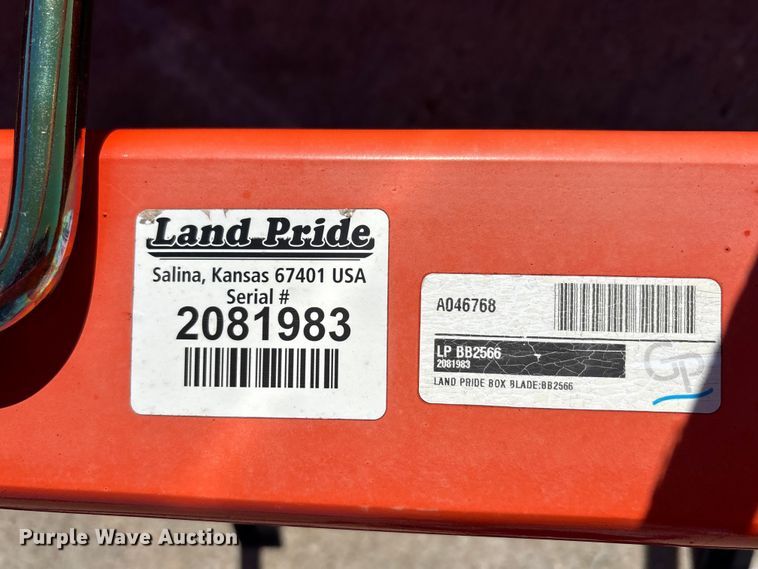 Land Pride
Salina, Kansas 67401 USA
Serial #
2081983
A046768
LP BB2566
2081983
LAND PRIDE BOX BLADE:BB2566
GP
Purple Wave Auction